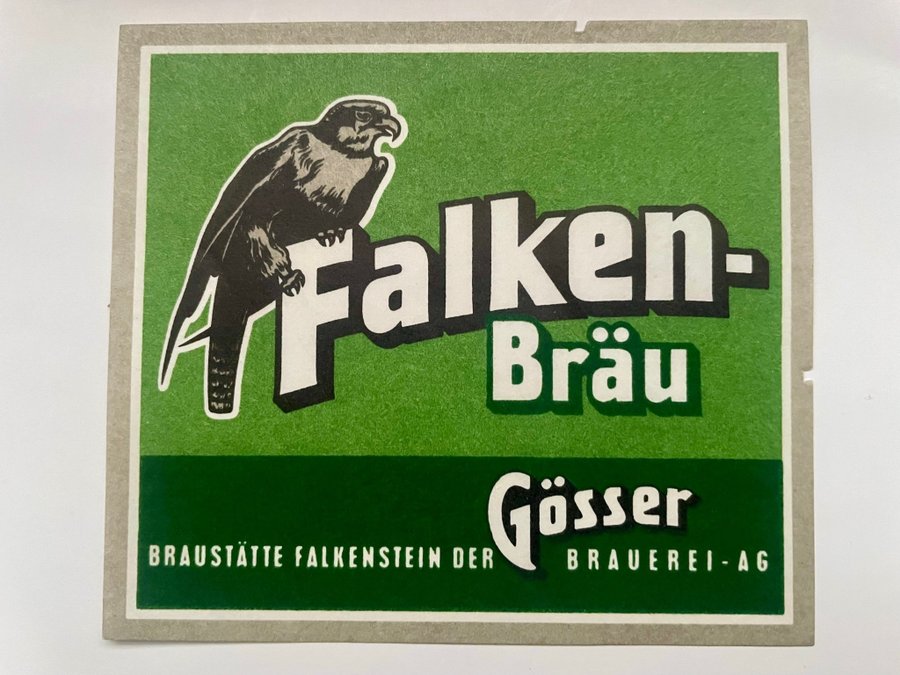 Falken-
Bräu
BRAUSTÄTTE FALKENSTEIN DER Gösser BRAUEREI-AG